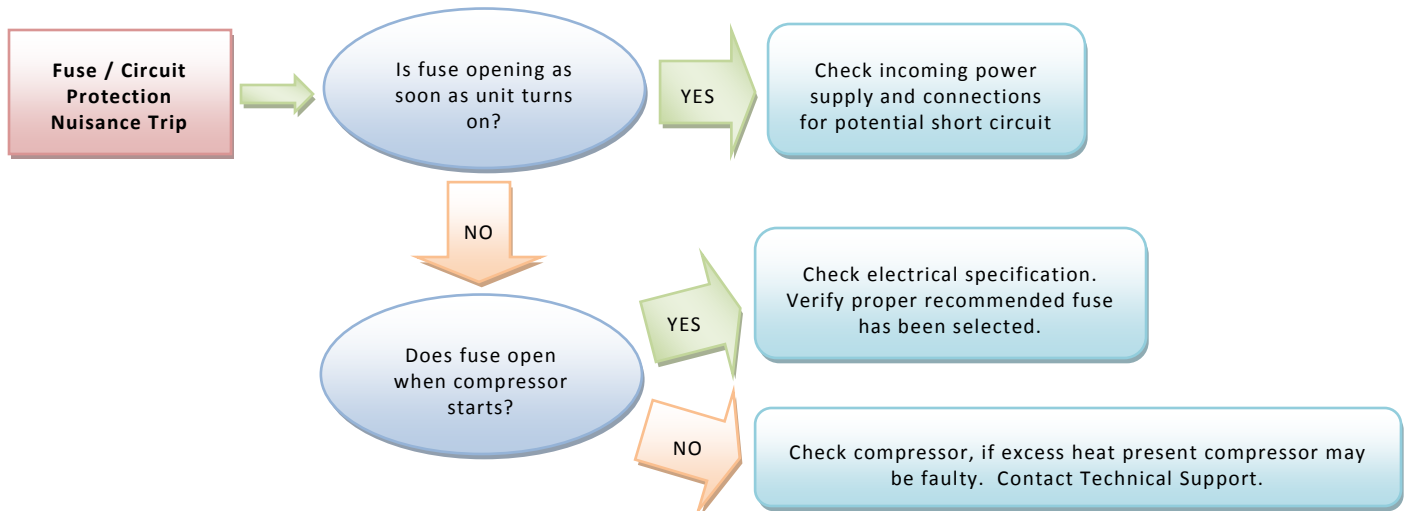 Fuse / Circuit
Protection
Nuisance Trip
Is fuse opening as
soon as unit turns
on?
YES
Check incoming power
supply and connections
for potential short circuit
NO
Does fuse open
when compressor
starts?
YES
Check electrical specification.
Verify proper recommended fuse
has been selected.
NO
Check compressor, if excess heat present compressor may
be faulty. Contact Technical Support.